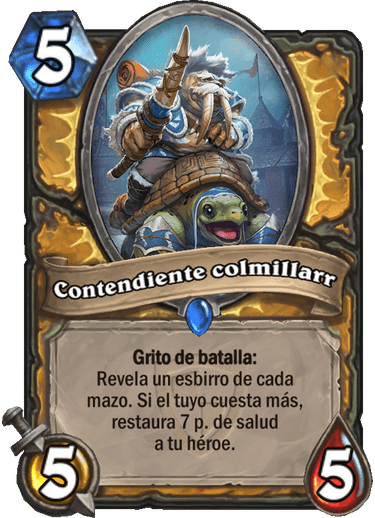 5
Contendiente colmillarr
Grito de batalla:
Revela un esbirro de cada
mazo. Si el tuyo cuesta más,
restaura 7 p. de salud
a tu héroe.
5
5